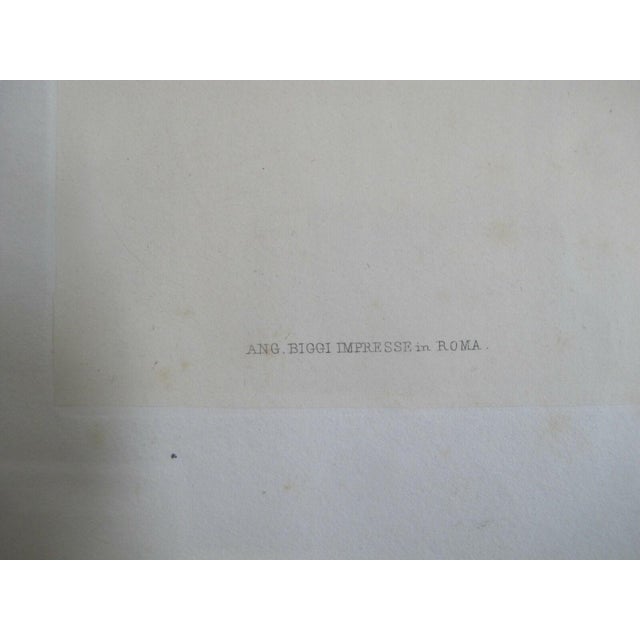 ANG. BIGGI IMPRESSE in ROMA.